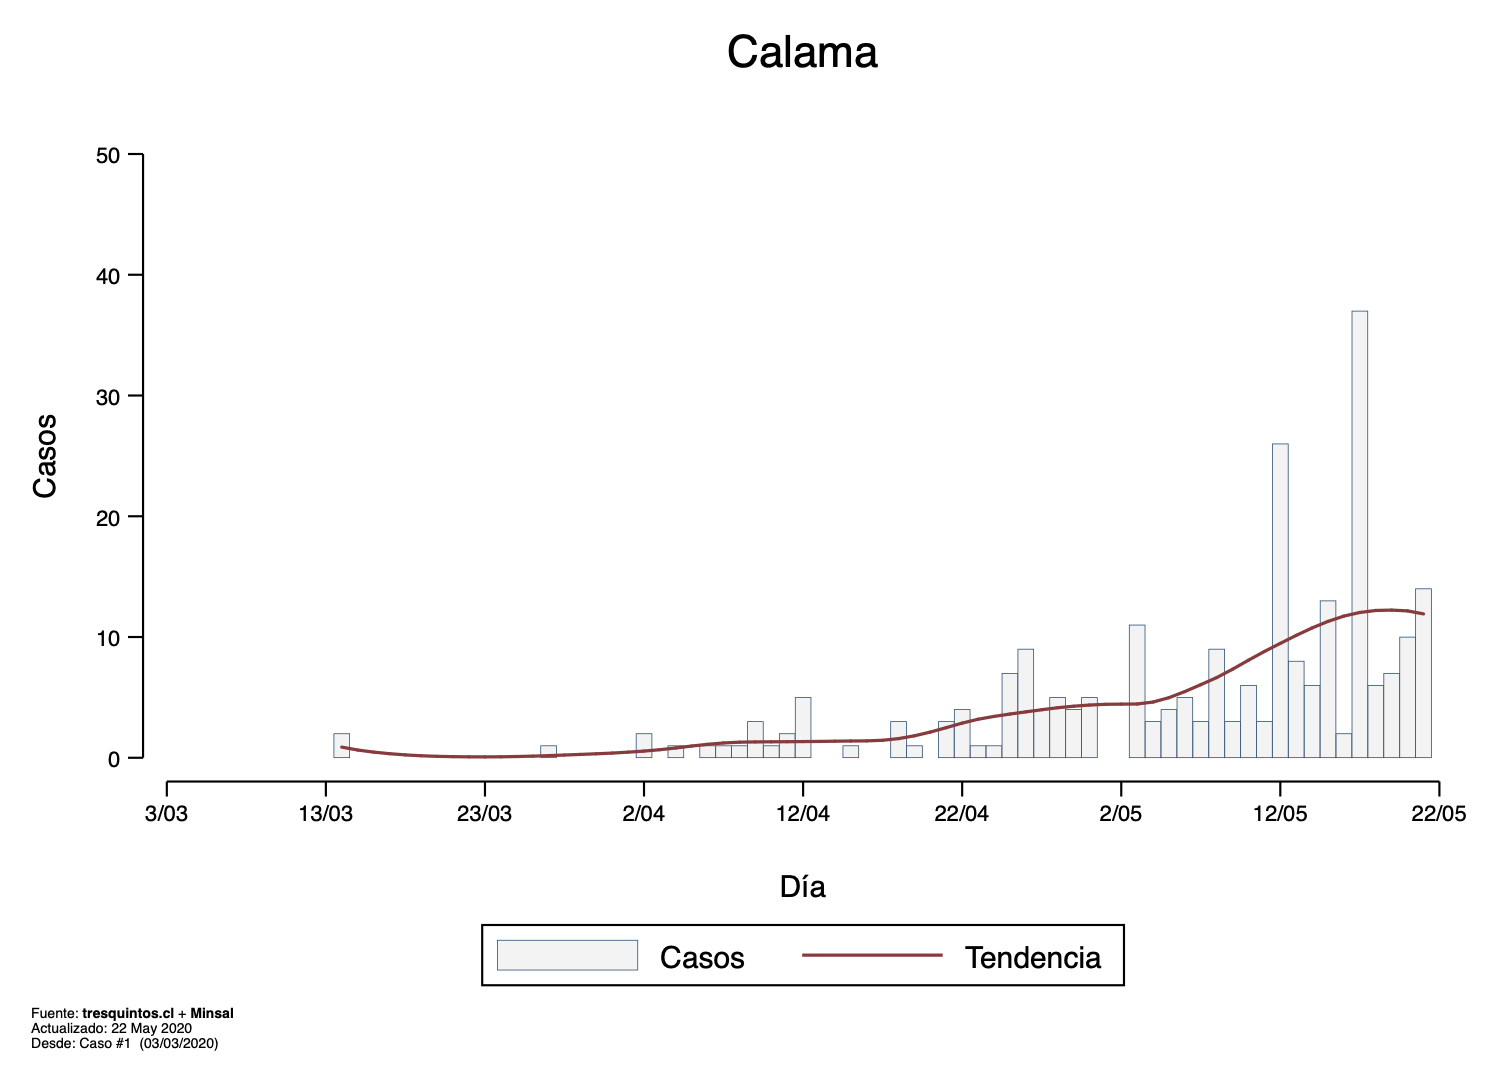 Calama
50
40
30
20
10
0
Casos
3/03 13/03 23/03 2/04 12/04 22/04 2/05 12/05 22/05
Día
Casos Tendencia
Fuente: tresquintos.cl + Minsal
Actualizado: 22 May 2020
Desde: Caso #1 (03/03/2020)